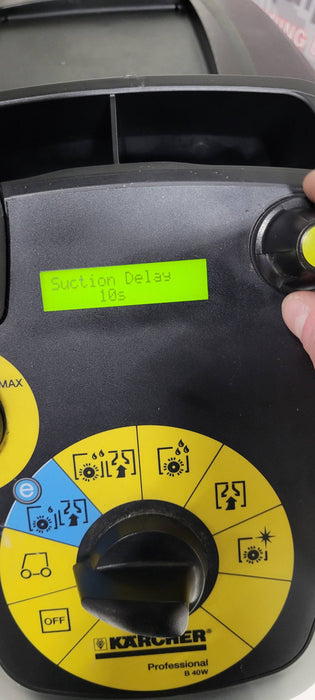 Suction Delay
10s
MAX
e
OFF
KÄRCHER®
Professional
B 40W